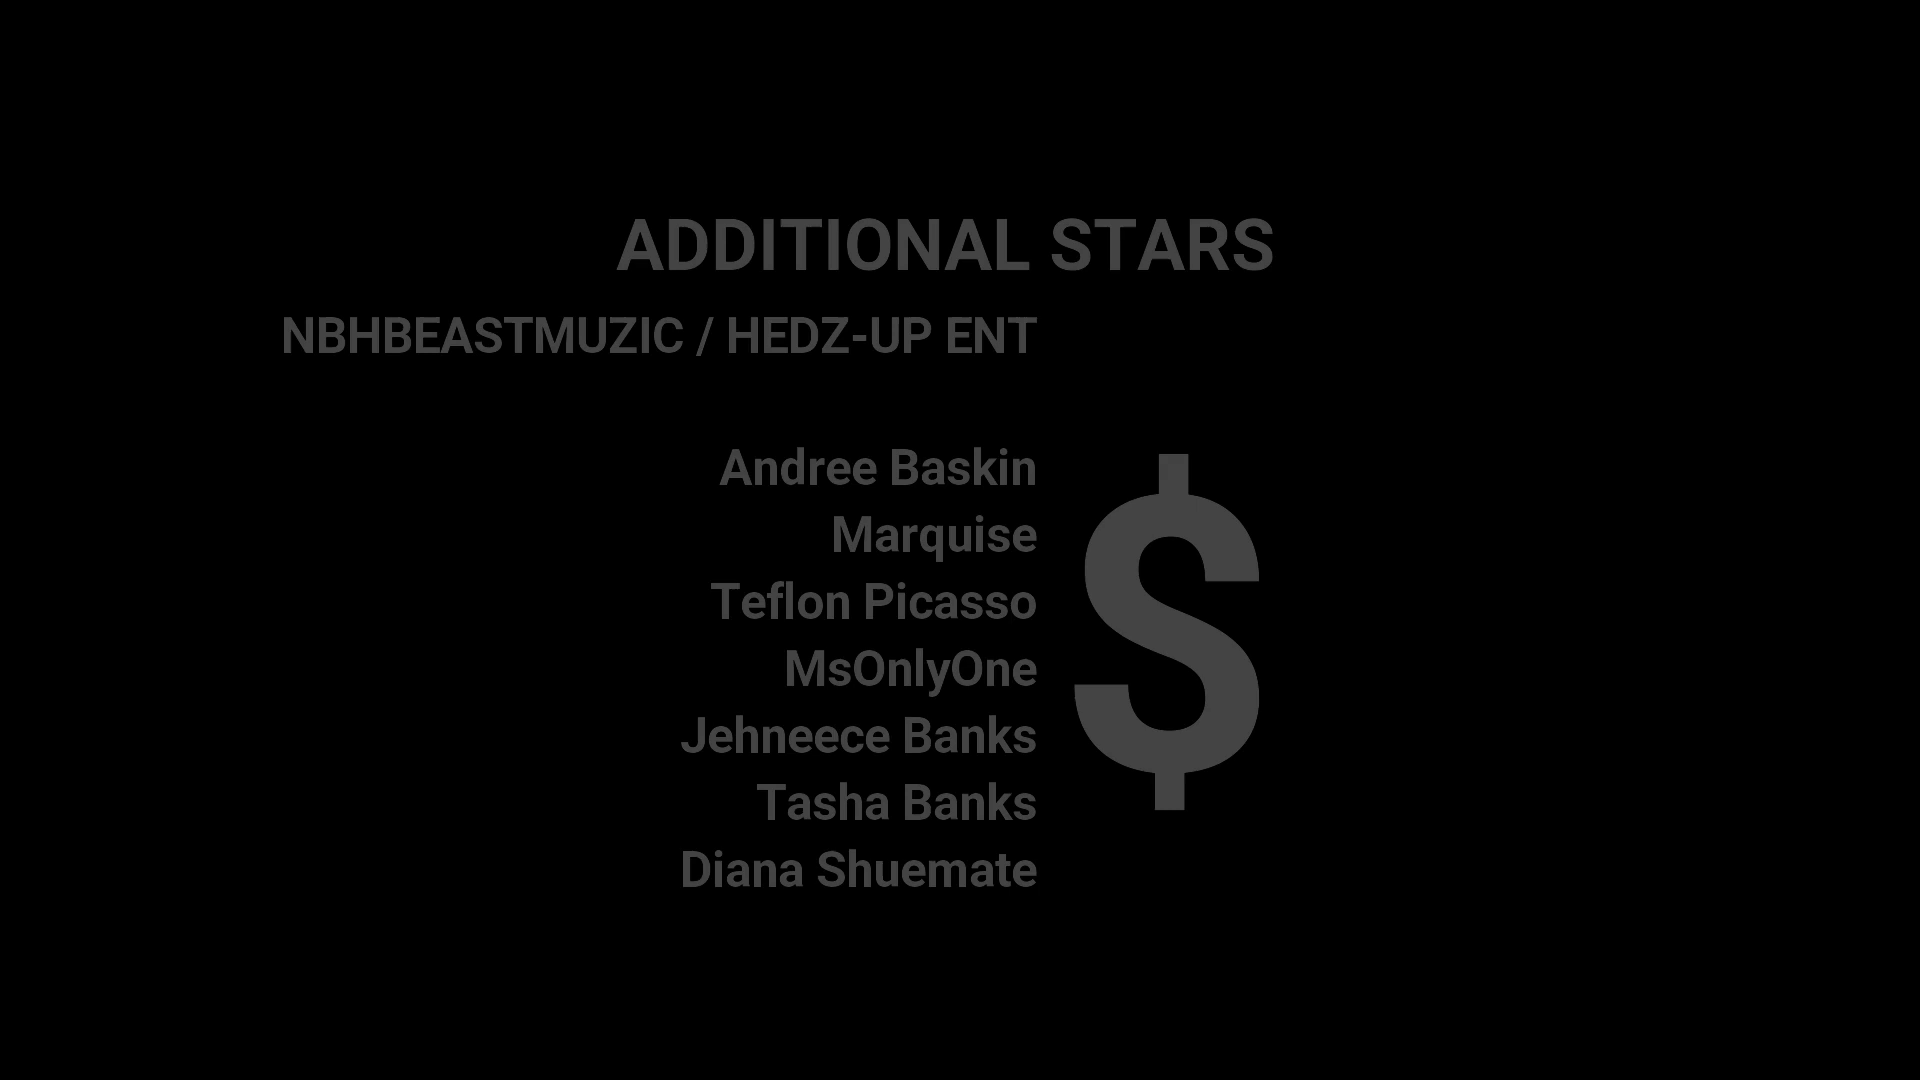 ADDITIONAL STARS
NBHBEASTMUZIC / HEDZ-UP ENT
Andree Baskin
Marquise
Teflon Picasso
MsOnlyOne
Jehneece Banks
Tasha Banks
Diana Shuemate
$